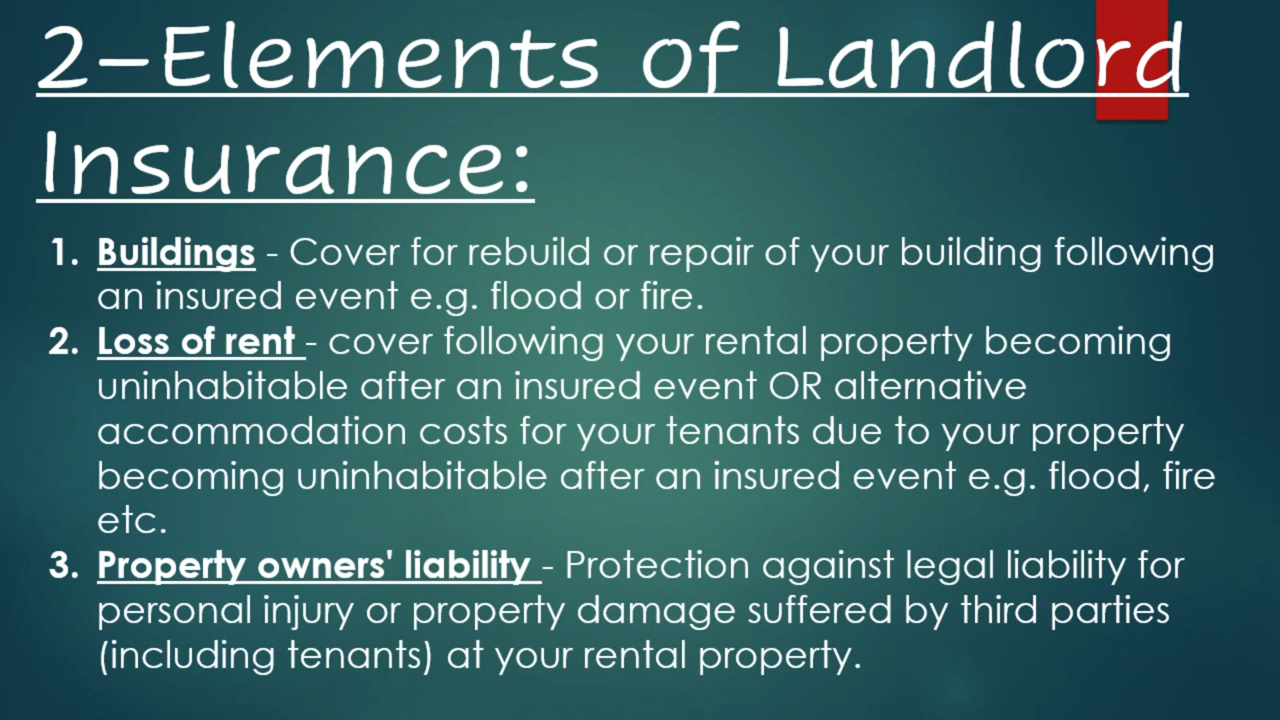 2–Elements of Landlord
Insurance:
1. Buildings - Cover for rebuild or repair of your building following
an insured event e.g. flood or fire.
2. Loss of rent - cover following your rental property becoming
uninhabitable after an insured event OR alternative
accommodation costs for your tenants due to your property
becoming uninhabitable after an insured event e.g. flood, fire
etc.
3. Property owners' liability - Protection against legal liability for
personal injury or property damage suffered by third parties
(including tenants) at your rental property.